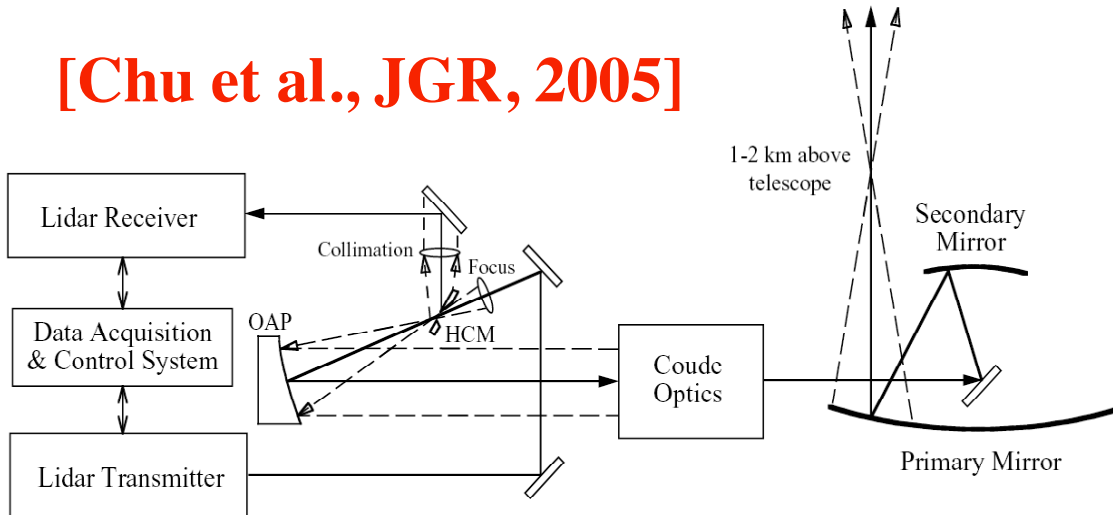 [Chu et al., JGR, 2005]
1-2 km above
telescope
Lidar Receiver
Collimation
Focus
Secondary
Mirror
OAP
HCM
Data Acquisition
& Control System
Coude
Optics
Lidar Transmitter
Primary Mirror